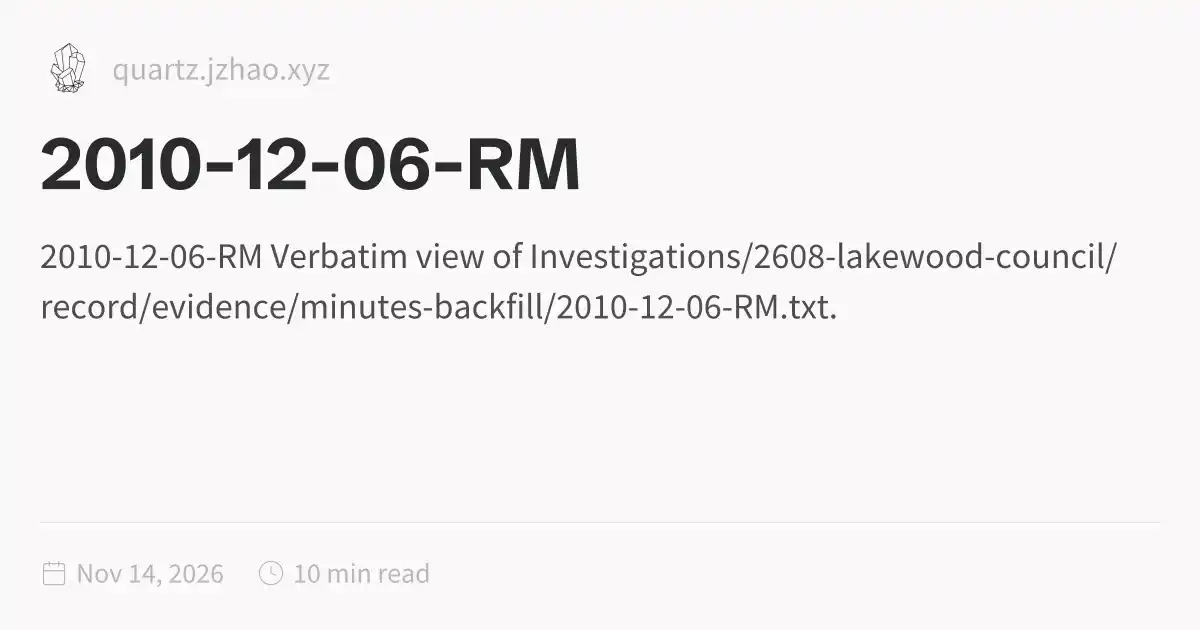 quartz.jzhao.xyz
2010-12-06-RM
2010-12-06-RM Verbatim view of Investigations/2608-lakewood-council/
record/evidence/minutes-backfill/2010-12-06-RM.txt.
Nov 14, 2026 10 min read